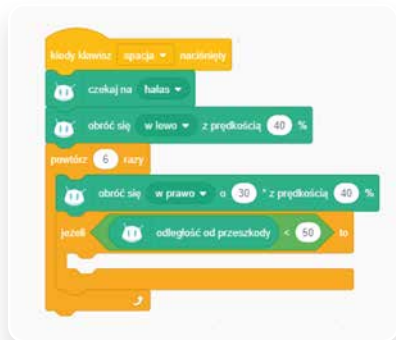 kiedy klawisz spacja naciśnięty
czekaj na hałas
obróć się w lewo z prędkością 40 %
powtórz 6 razy
obróć się w prawo o 30 ° z prędkością 40 %
jeżeli odległość od przeszkody < 50 to